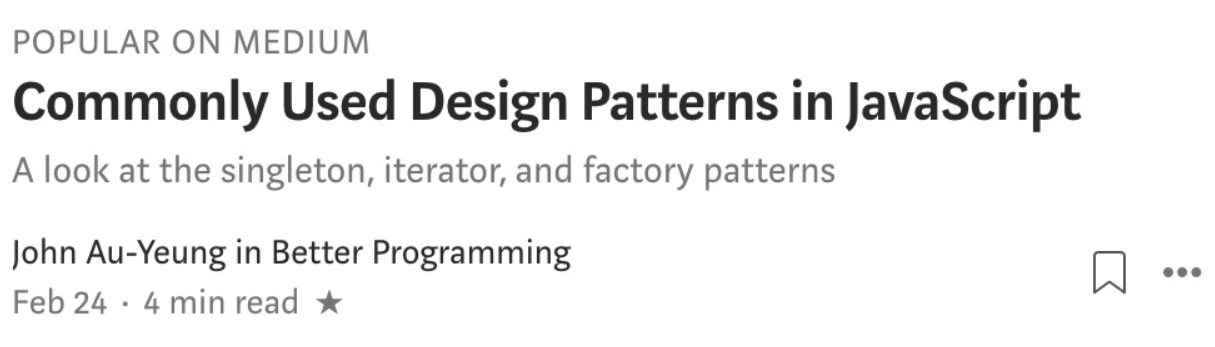 POPULAR ON MEDIUM
Commonly Used Design Patterns in JavaScript
A look at the singleton, iterator, and factory patterns
John Au-Yeung in Better Programming
Feb 24 · 4 min read ★